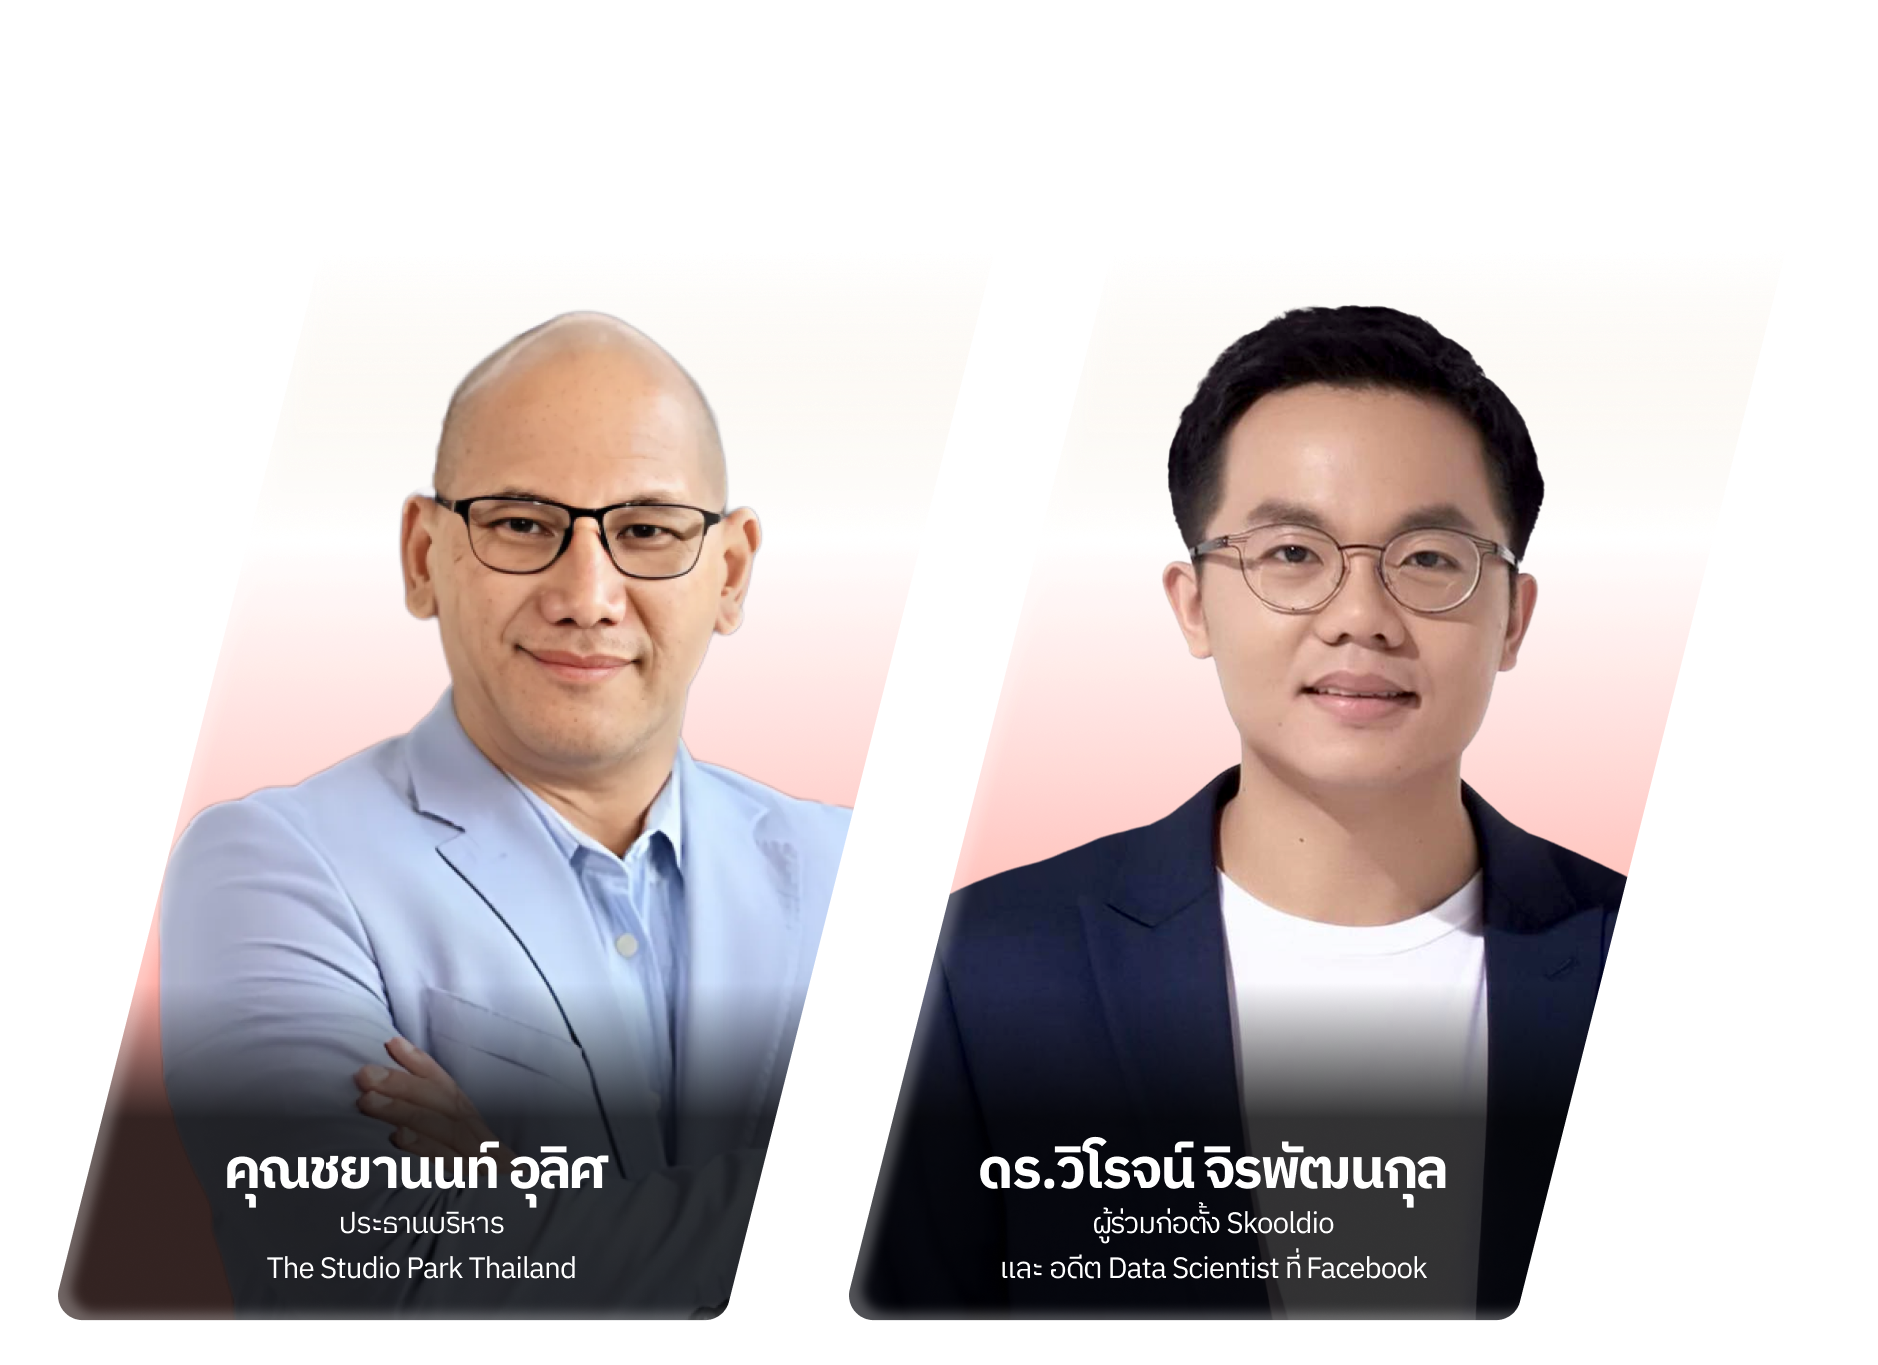 คุณชยานนท์ อุลิศ
ประธานบริหาร
The Studio Park Thailand
ดร.วิโรจน์ จิรพัฒนกุล
ผู้ร่วมก่อตั้ง Skooldio
และ อดีต Data Scientist ที่ Facebook